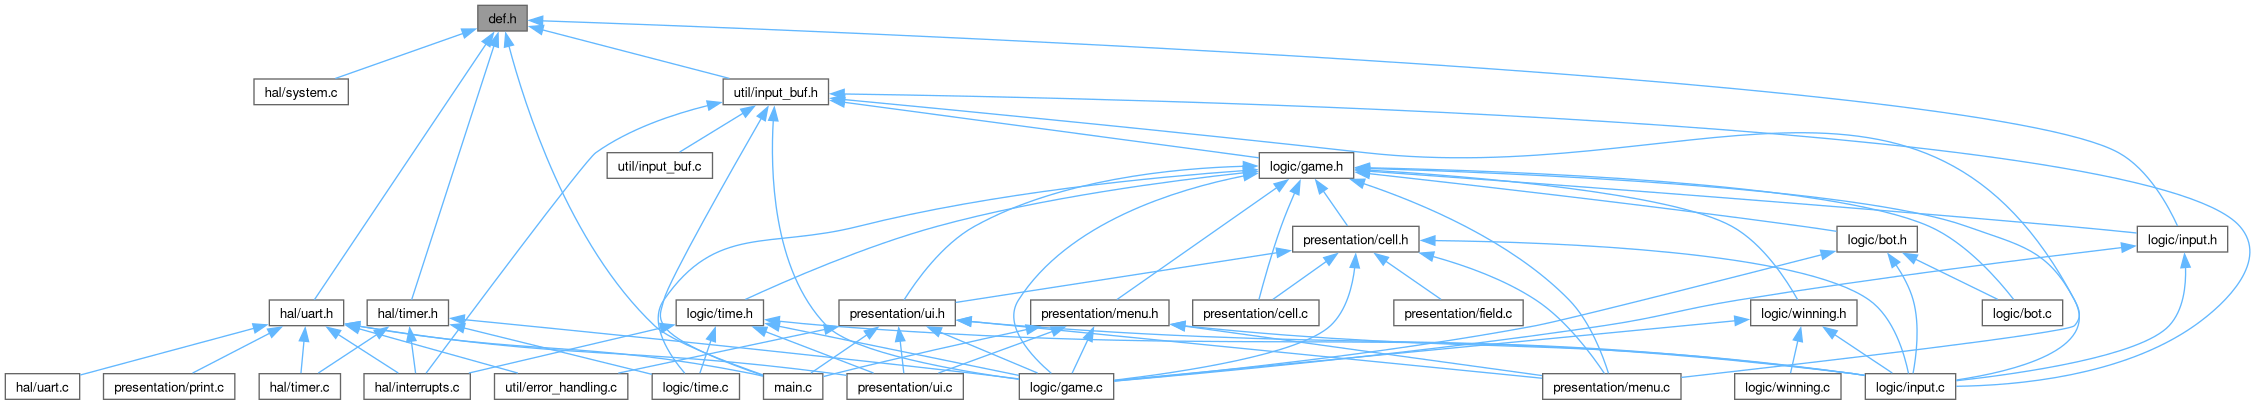 def.h
hal/system.c
util/input_buf.h
util/input_buf.c
logic/game.h
presentation/cell.h
logic/bot.h
logic/input.h
hal/uart.h
hal/timer.h
logic/time.h
presentation/ui.h
presentation/menu.h
presentation/cell.c
presentation/field.c
logic/winning.h
logic/bot.c
hal/uart.c
presentation/print.c
hal/timer.c
hal/interrupts.c
util/error_handling.c
logic/time.c
main.c
presentation/ui.c
logic/game.c
presentation/menu.c
logic/winning.c
logic/input.c